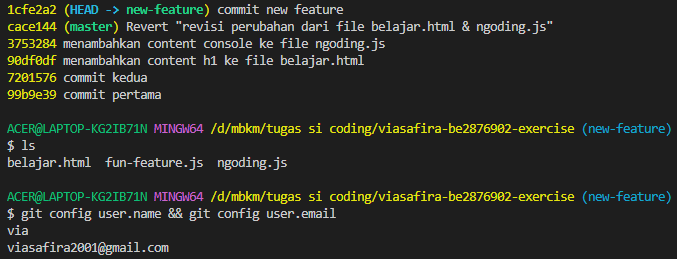 1cfe2a2 (HEAD -> new-feature) commit new feature
cace144 (master) Revert "revisi perubahan dari file belajar.html & ngoding.js"
3753284 menambahkan content console ke file ngoding.js
90df0df menambahkan content h1 ke file belajar.html
7201576 commit kedua
99b9e39 commit pertama
ACER@LAPTOP-KG2IB71N MINGW64 /d/mbkm/tugas si coding/viasafira-be2876902-exercise (new-feature)
$ ls
belajar.html  fun-feature.js  ngoding.js
ACER@LAPTOP-KG2IB71N MINGW64 /d/mbkm/tugas si coding/viasafira-be2876902-exercise (new-feature)
$ git config user.name && git config user.email
via
viasafira2001@gmail.com